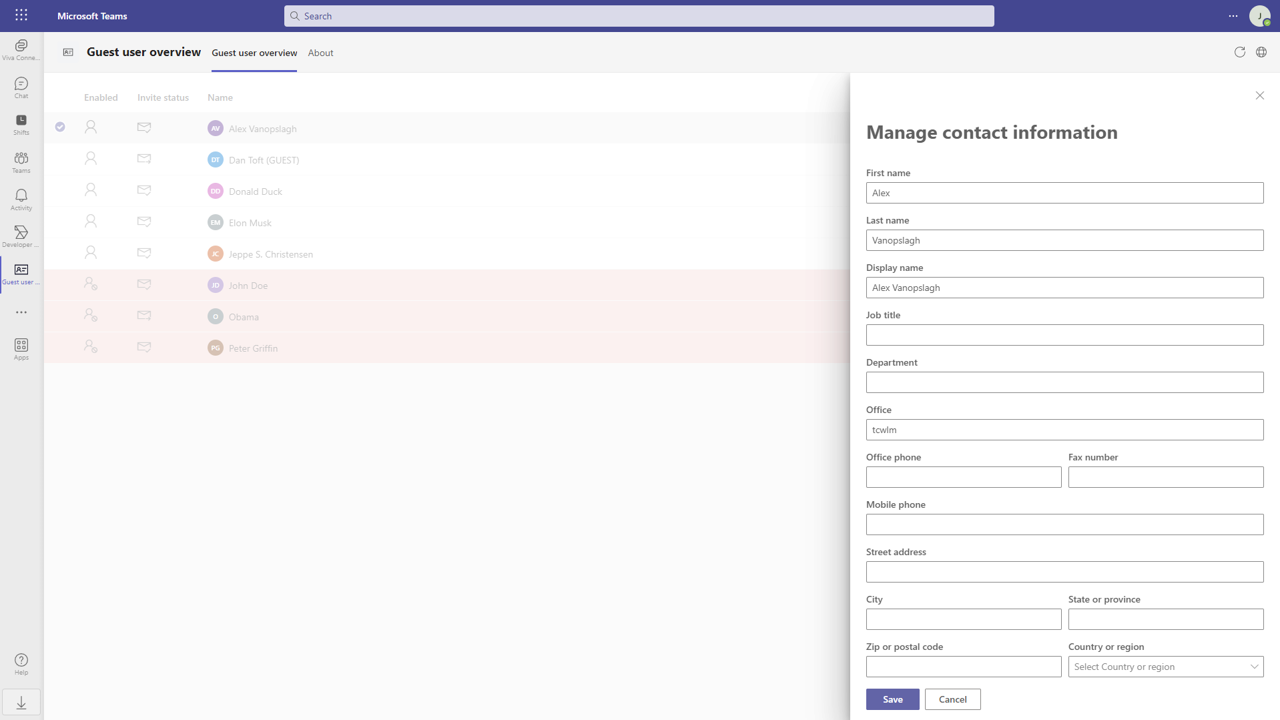 Microsoft Teams
Search
J
Viva Conne...
Chat
Shifts
Teams
Activity
Developer ...
Guest user ...
Apps
Help
Guest user overview
Guest user overview
About
Enabled Invite status Name
AV Alex Vanopslagh
DT Dan Toft (GUEST)
DD Donald Duck
EM Elon Musk
JC Jeppe S. Christensen
JD John Doe
O Obama
PG Peter Griffin
Manage contact information
First name
Alex
Last name
Vanopslagh
Display name
Alex Vanopslagh
Job title
Department
Office
tcwlm
Office phone Fax number
Mobile phone
Street address
City State or province
Zip or postal code Country or region
Select Country or region
Save Cancel